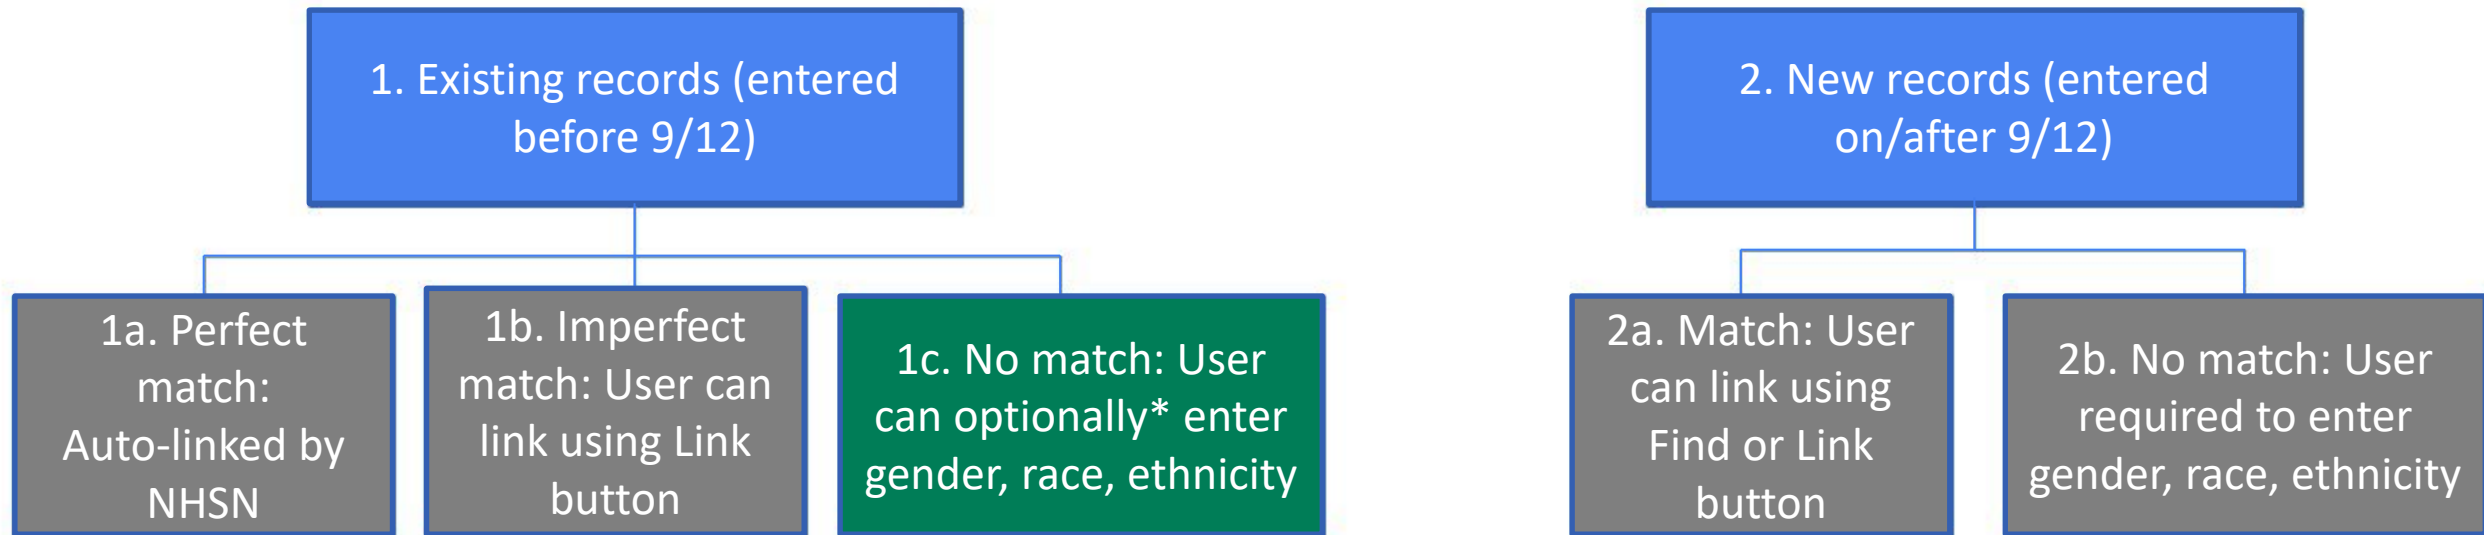 1. Existing records (entered
before 9/12)
2. New records (entered
on/after 9/12)
1a. Perfect
match:
Auto-linked by
NHSN
1b. Imperfect
match: User can
link using Link
button
1c. No match: User
can optionally* enter
gender, race, ethnicity
2a. Match: User
can link using
Find or Link
button
2b. No match: User
required to enter
gender, race, ethnicity